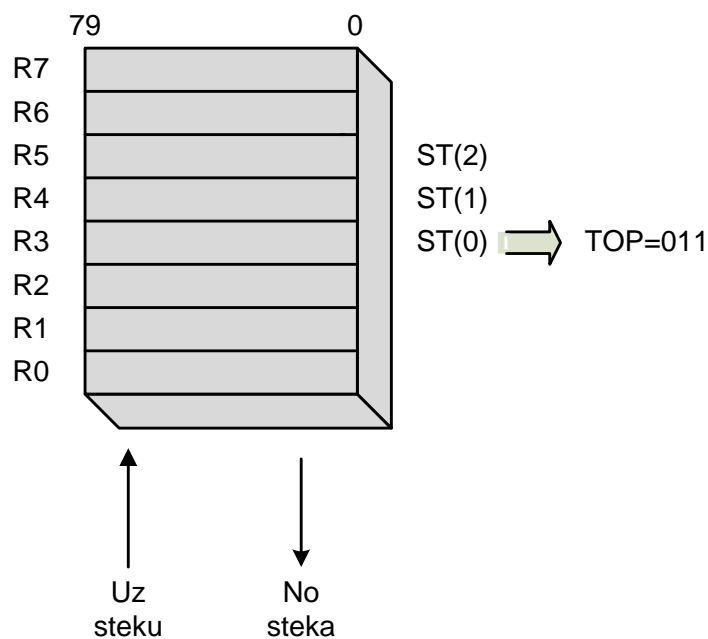 79 0
R7
R6
R5 ST(2)
R4 ST(1)
R3 ST(0) TOP=011
R2
R1
R0
Uz No
steku steka